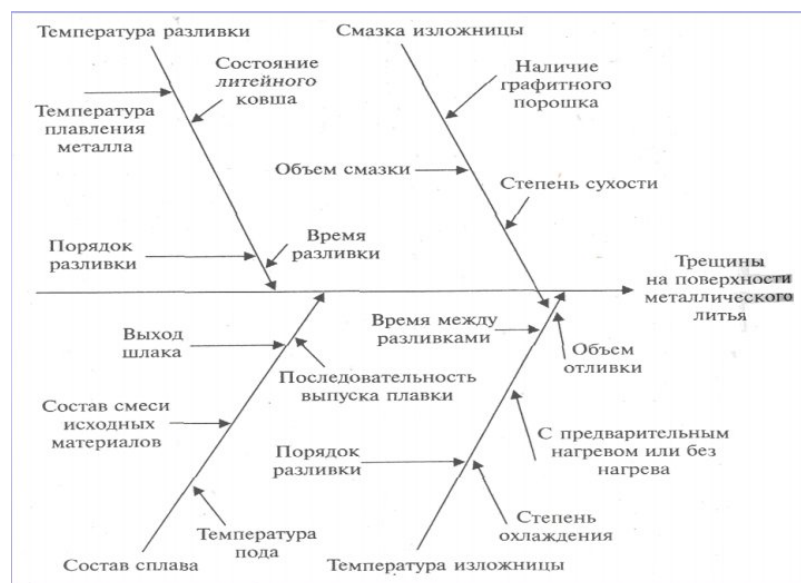 Температура разливки
Смазка изложницы
Состояние
литейного
ковша
Наличие
графитного
порошка
Температура
плавления
металла
Объем смазки
Степень сухости
Порядок
разливки
Время
разливки
Трещины
на поверхности
металлического
литья
Выход
шлака
Время между
разливками
Объем
отливки
Последовательность
выпуска плавки
Состав смеси
исходных
материалов
С предварительным
нагревом или без
нагрева
Порядок
разливки
Температура
пода
Степень
охлаждения
Состав сплава
Температура изложницы